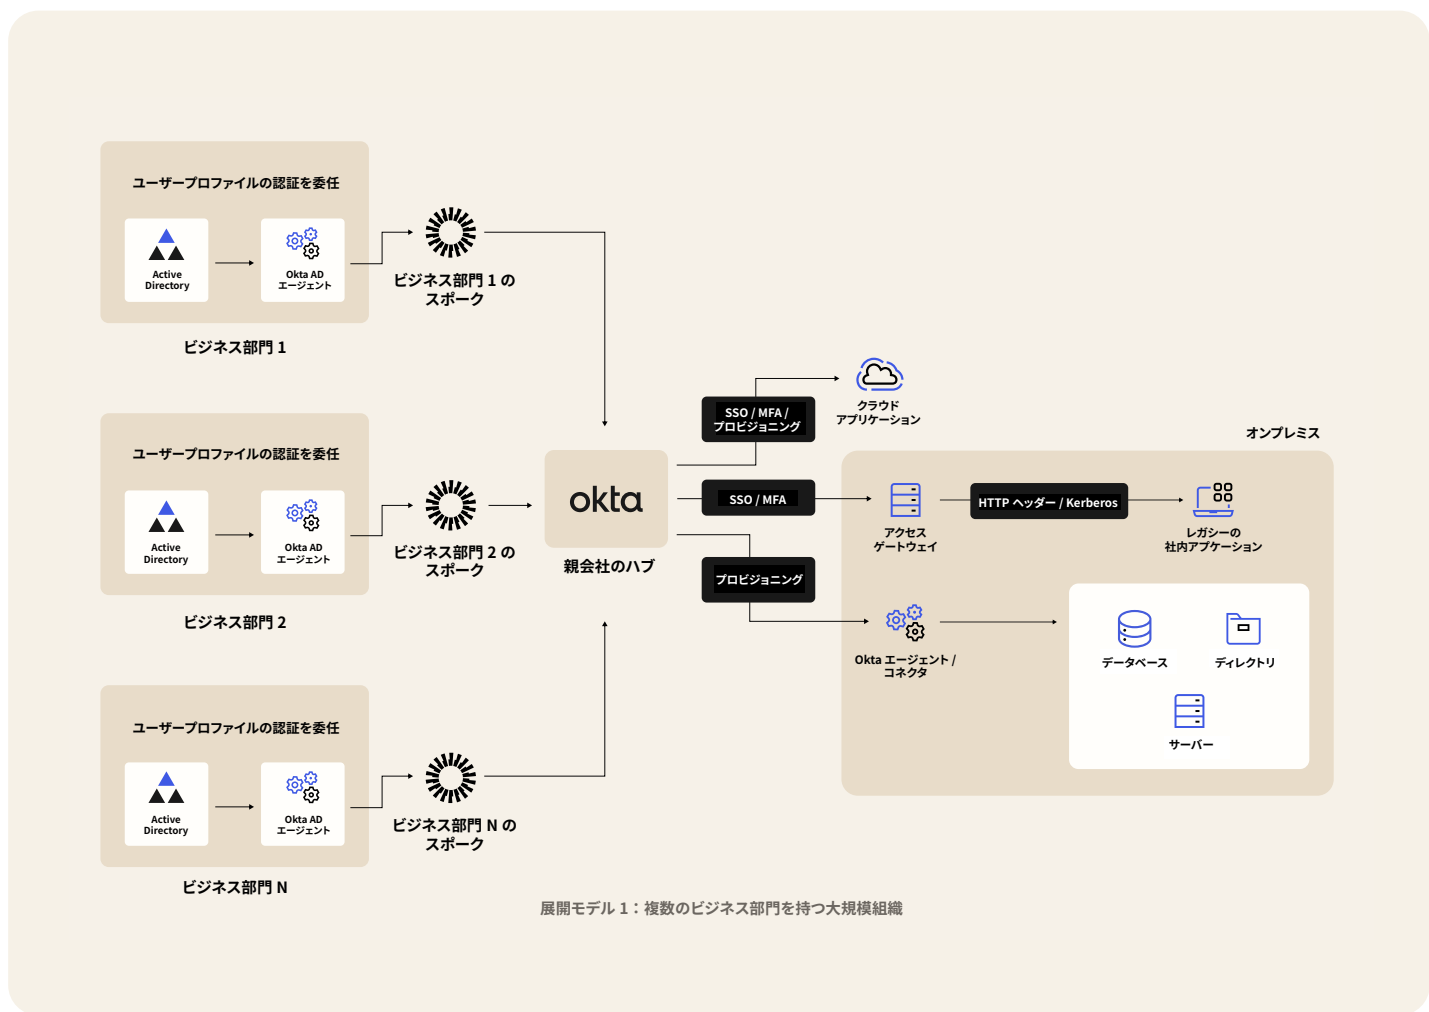 ユーザープロファイルの認証を委任
Active
Directory
Okta AD
エージェント
ビジネス部門 1
ビジネス部門 1 の
スポーク
ユーザープロファイルの認証を委任
Active
Directory
Okta AD
エージェント
ビジネス部門 2
ビジネス部門 2 の
スポーク
ユーザープロファイルの認証を委任
Active
Directory
Okta AD
エージェント
ビジネス部門 N
ビジネス部門 N の
スポーク
okta
親会社のハブ
SSO / MFA /
プロビジョニング
クラウド
アプリケーション
SSO / MFA
プロビジョニング
オンプレミス
アクセス
ゲートウェイ
HTTP ヘッダー / Kerberos
レガシーの
社内アプケーション
Okta エージェント /
コネクタ
データベース
ディレクトリ
サーバー
展開モデル 1：複数のビジネス部門を持つ大規模組織